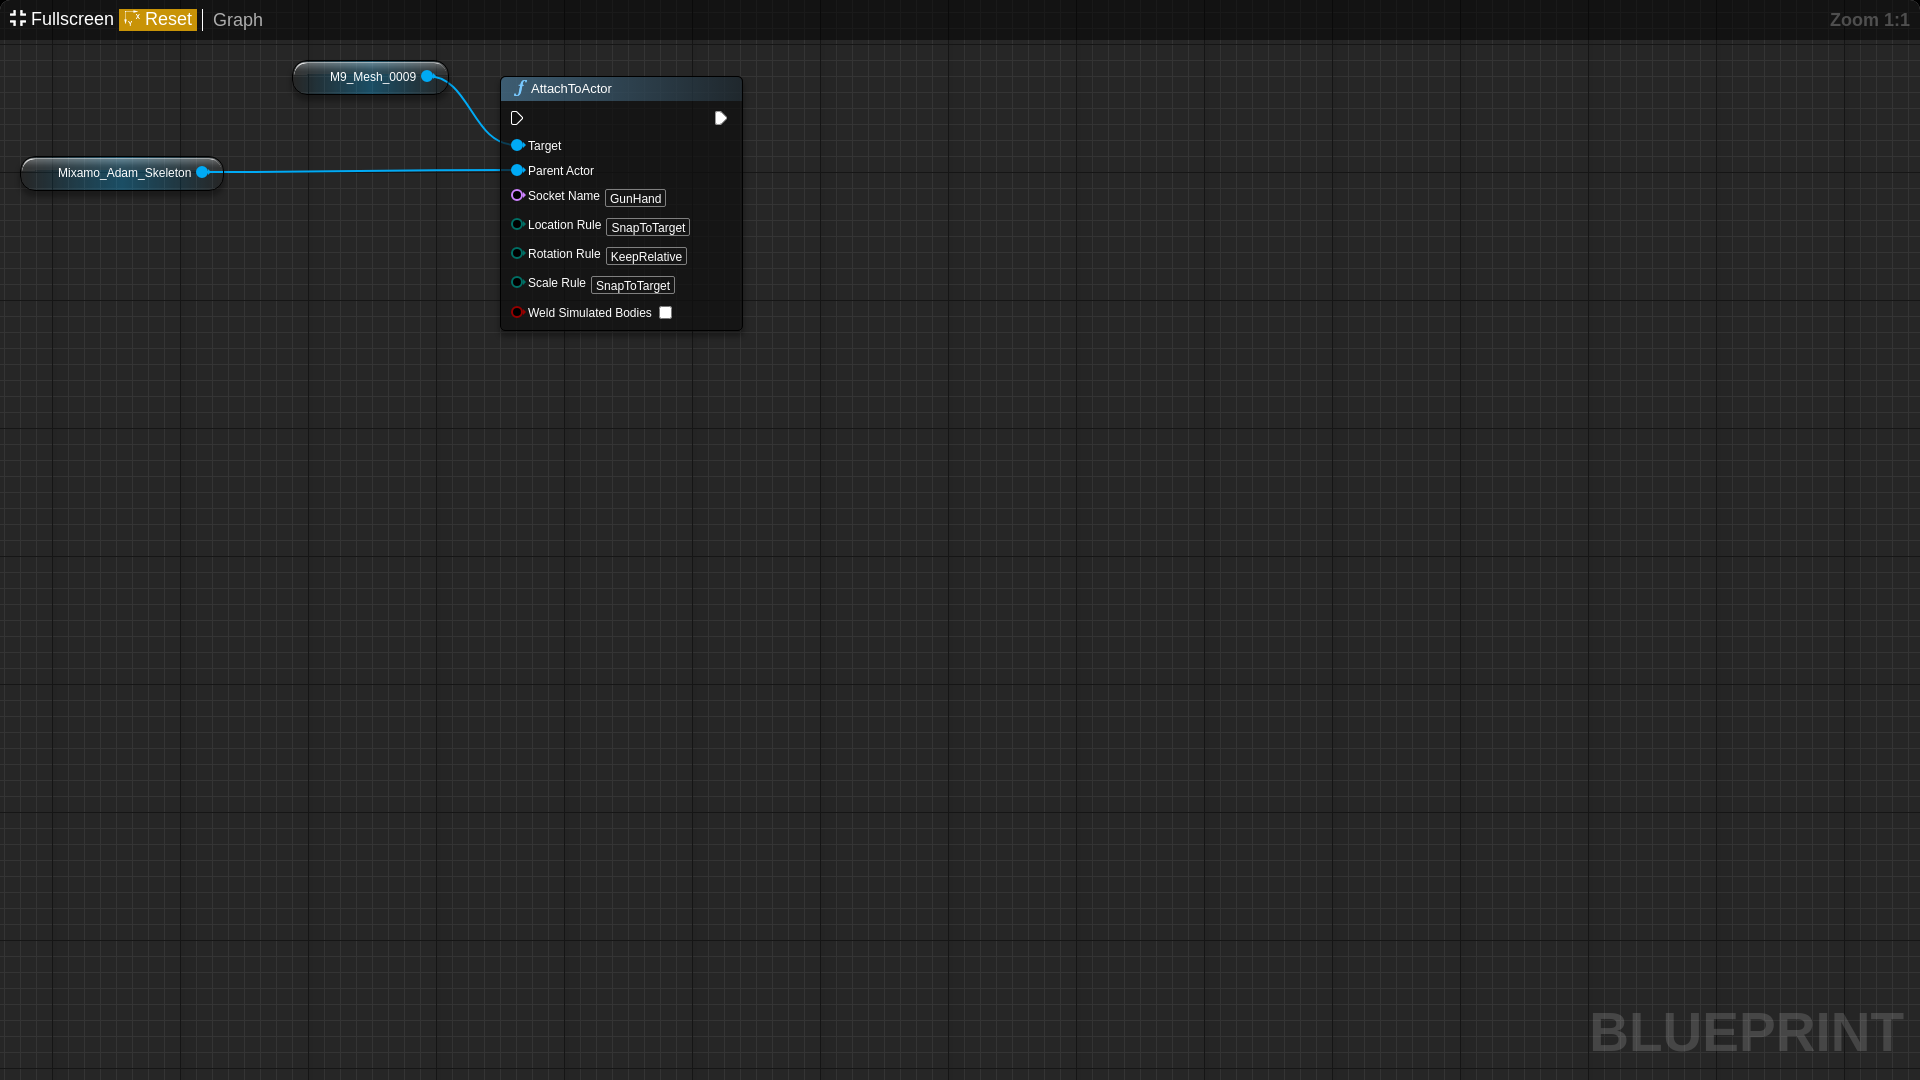 Fullscreen Reset Graph Zoom 1:1
M9_Mesh_0009
AttachToActor
Target
Mixamo_Adam_Skeleton
Parent Actor
Socket Name GunHand
Location Rule SnapToTarget
Rotation Rule KeepRelative
Scale Rule SnapToTarget
Weld Simulated Bodies
BLUEPRINT